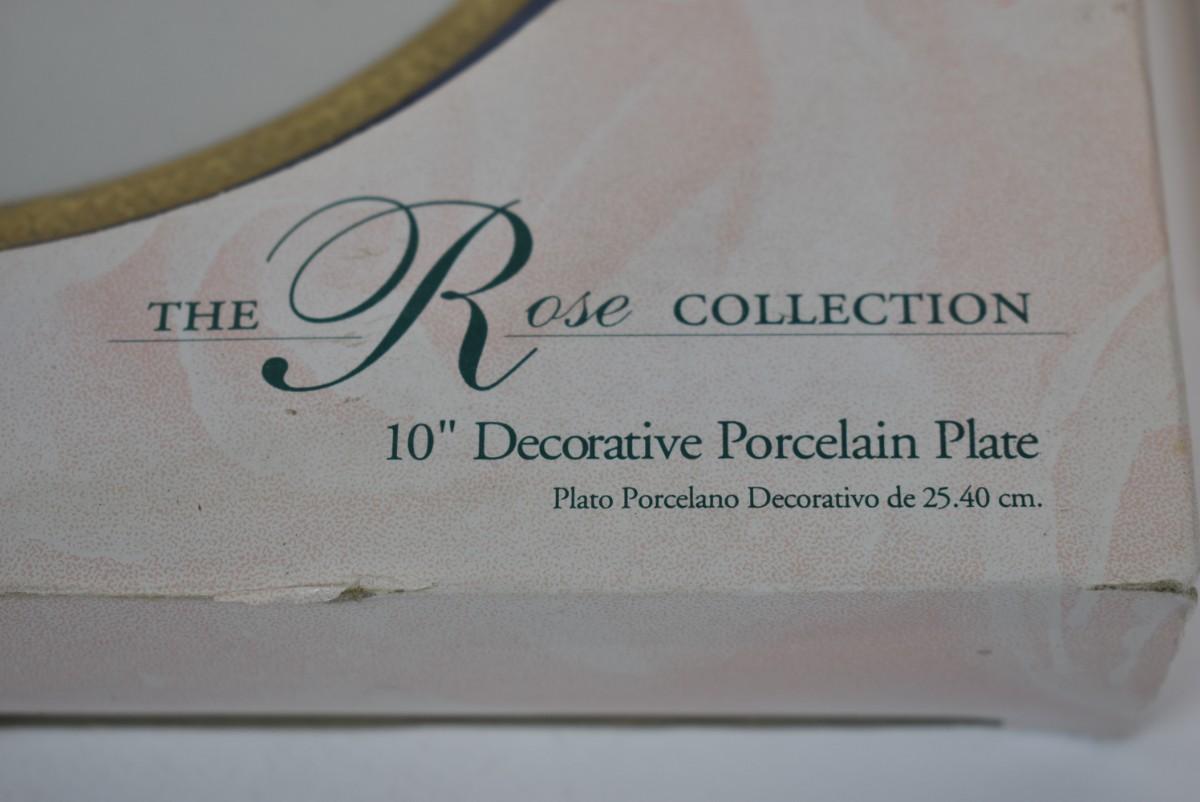 THE Rose COLLECTION
10" Decorative Porcelain Plate
Plato Porcelano Decorativo de 25.40 cm.